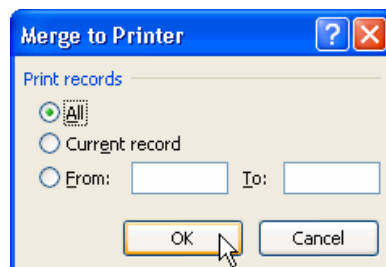 Merge to Printer ?
Print records
All
Current record
From: To:
OK Cancel